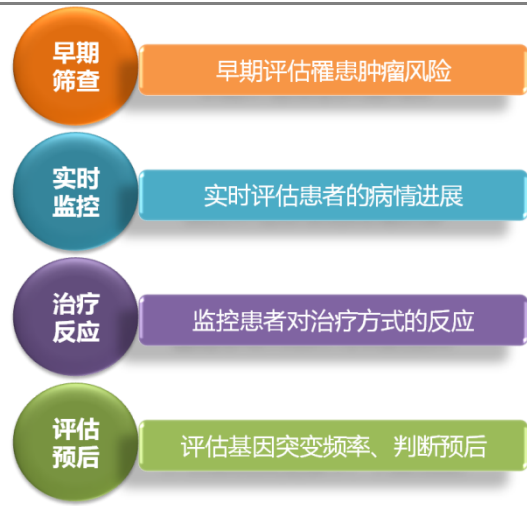 早期
筛查
早期评估罹患肿瘤风险
实时
监控
实时评估患者的病情进展
治疗
反应
监控患者对治疗方式的反应
评估
预后
评估基因突变频率、判断预后